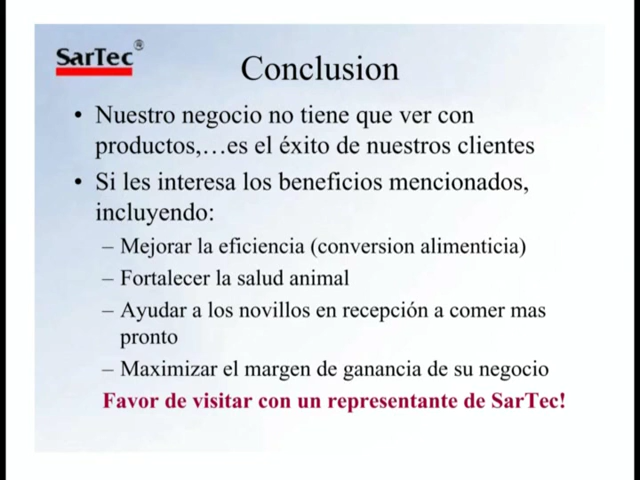 SarTec®
Conclusion
• Nuestro negocio no tiene que ver con
productos,…es el éxito de nuestros clientes
• Si les interesa los beneficios mencionados,
incluyendo:
– Mejorar la eficiencia (conversion alimenticia)
– Fortalecer la salud animal
– Ayudar a los novillos en recepción a comer mas
pronto
– Maximizar el margen de ganancia de su negocio
Favor de visitar con un representante de SarTec!